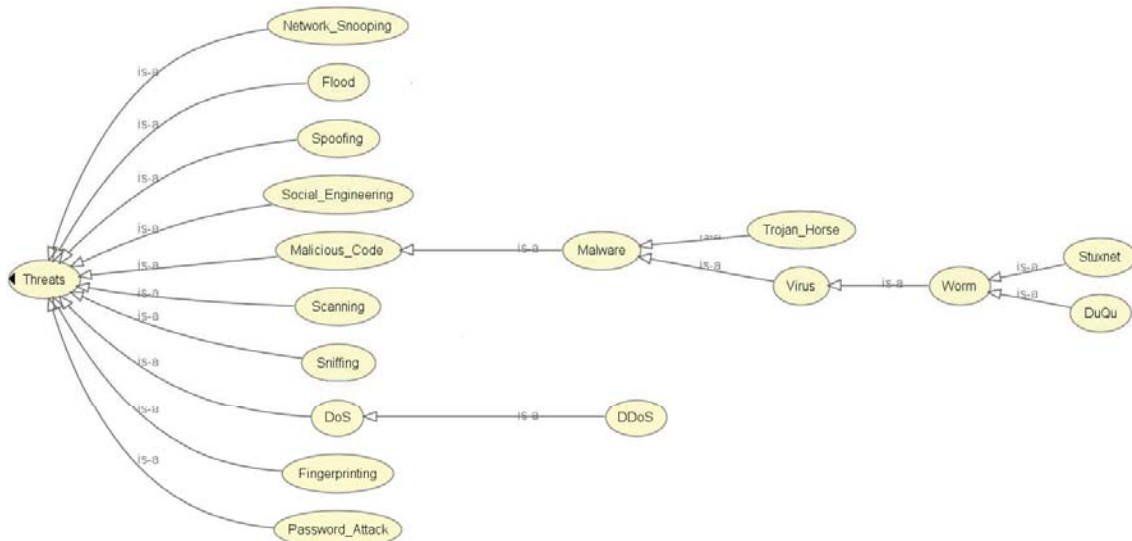 Network_Snooping
is-a
Flood
is-a
Spoofing
is-a
Social_Engineering
is-a
Trojan_Horse
Malicious_Code
is-a
Malware
is-a
Stuxnet
is-a
Threats
is-a
Virus
is-a
Worm
is-a
DuQu
Scanning
is-a
is-a
Sniffing
is-a
DoS
is-a
DDoS
is-a
Fingerprinting
is-a
Password_Attack